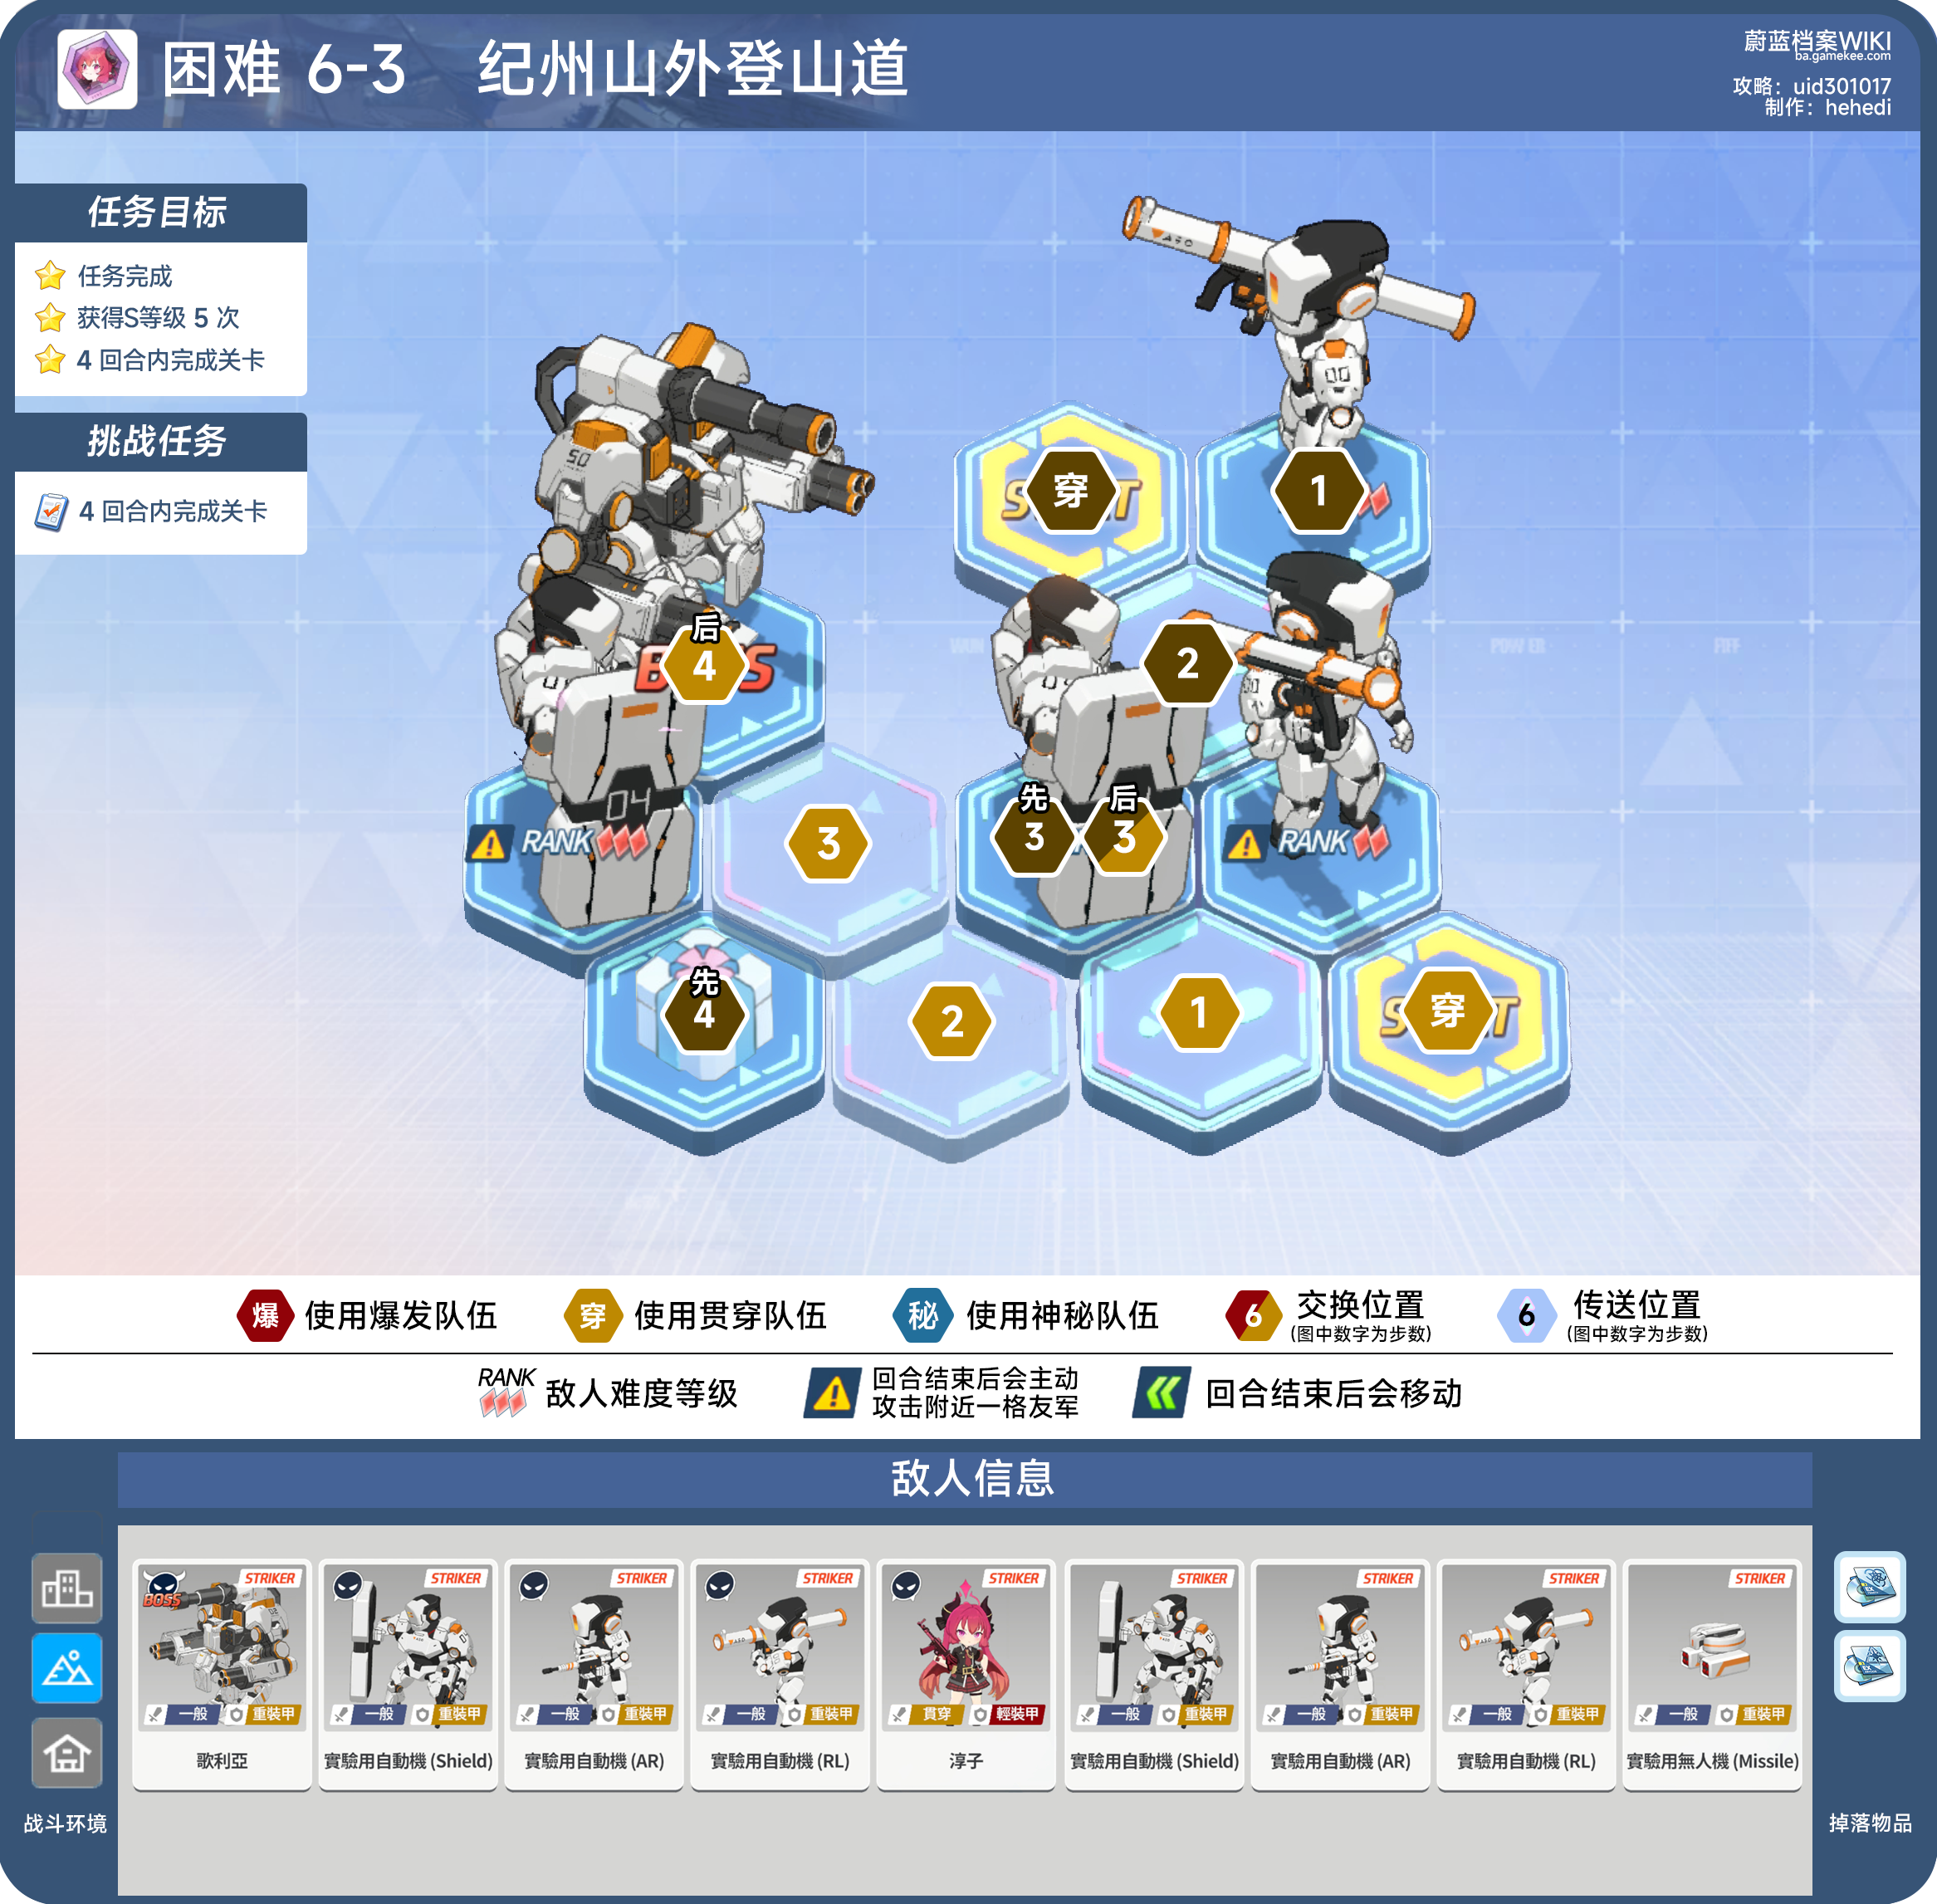 困难 6-3 纪州山外登山道
蔚蓝档案WIKI
ba.gamekee.com
攻略：uid301017
制作：hehedi
任务目标
任务完成
获得S等级 5 次
4 回合内完成关卡
挑战任务
4 回合内完成关卡
穿
1
后
4
2
先
3
后
3
3
RANK
RANK
04
先
4
2
1
穿
爆 使用爆发队伍
穿 使用贯穿队伍
秘 使用神秘队伍
6 交换位置
(图中数字为步数)
6 传送位置
(图中数字为步数)
RANK 敌人难度等级
回合结束后会主动
攻击附近一格友军
回合结束后会移动
敌人信息
BOSS STRIKER 一般 重裝甲
歌利亞
STRIKER 一般 重裝甲
實驗用自動機 (Shield)
STRIKER 一般 重裝甲
實驗用自動機 (AR)
STRIKER 一般 重裝甲
實驗用自動機 (RL)
STRIKER 貫穿 輕裝甲
淳子
STRIKER 一般 重裝甲
實驗用自動機 (Shield)
STRIKER 一般 重裝甲
實驗用自動機 (AR)
STRIKER 一般 重裝甲
實驗用自動機 (RL)
STRIKER 一般 重裝甲
實驗用無人機 (Missile)
战斗环境
掉落物品